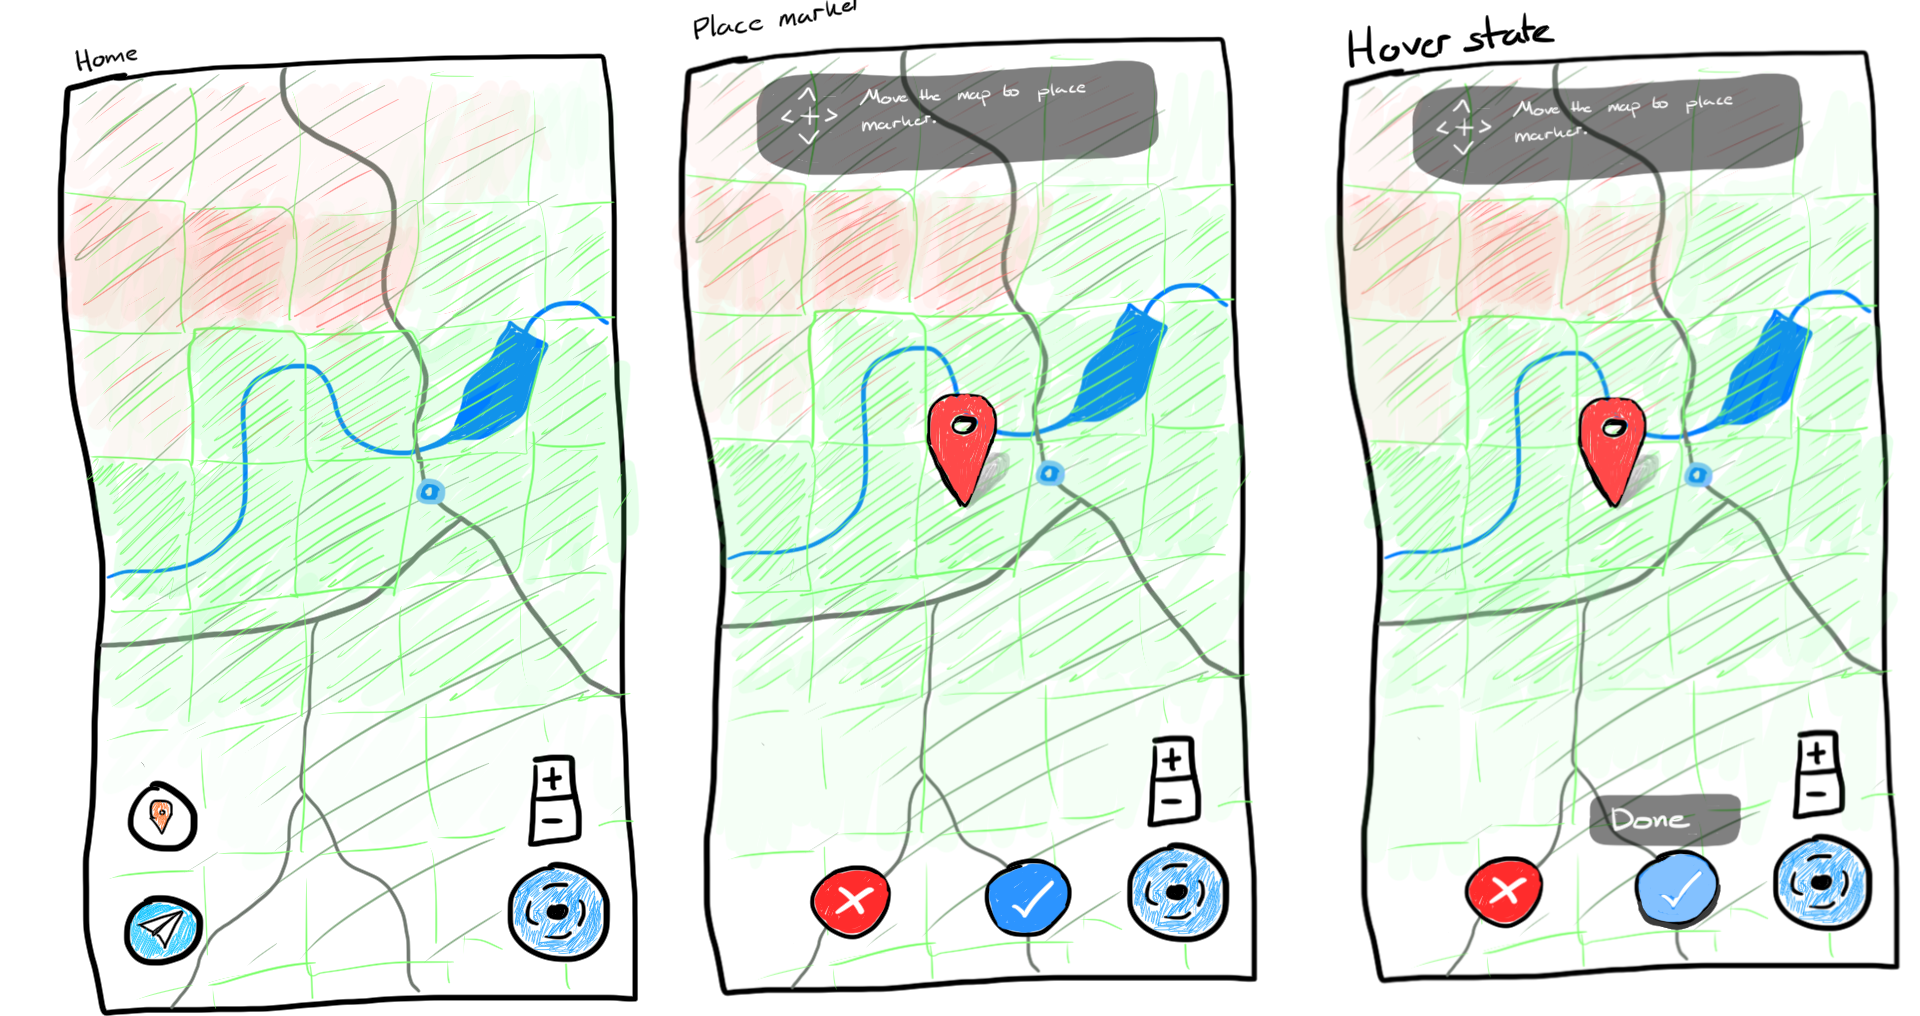 Home
Place marker
Hover state
Move the map to place
marker.
Move the map to place
marker.
+
-
+
-
+
-
Done